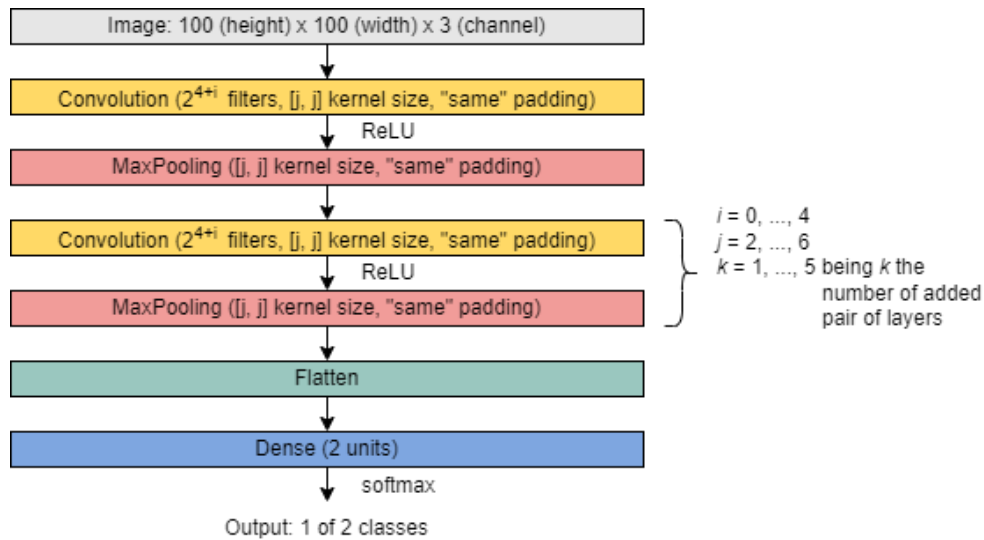 Image: 100 (height) x 100 (width) x 3 (channel)
Convolution (2^{4+i} filters, [j, j] kernel size, "same" padding)
ReLU
MaxPooling ([j, j] kernel size, "same" padding)
Convolution (2^{4+i} filters, [j, j] kernel size, "same" padding)
ReLU
MaxPooling ([j, j] kernel size, "same" padding)
i = 0, ..., 4
j = 2, ..., 6
k = 1, ..., 5 being k the
number of added
pair of layers
Flatten
Dense (2 units)
softmax
Output: 1 of 2 classes